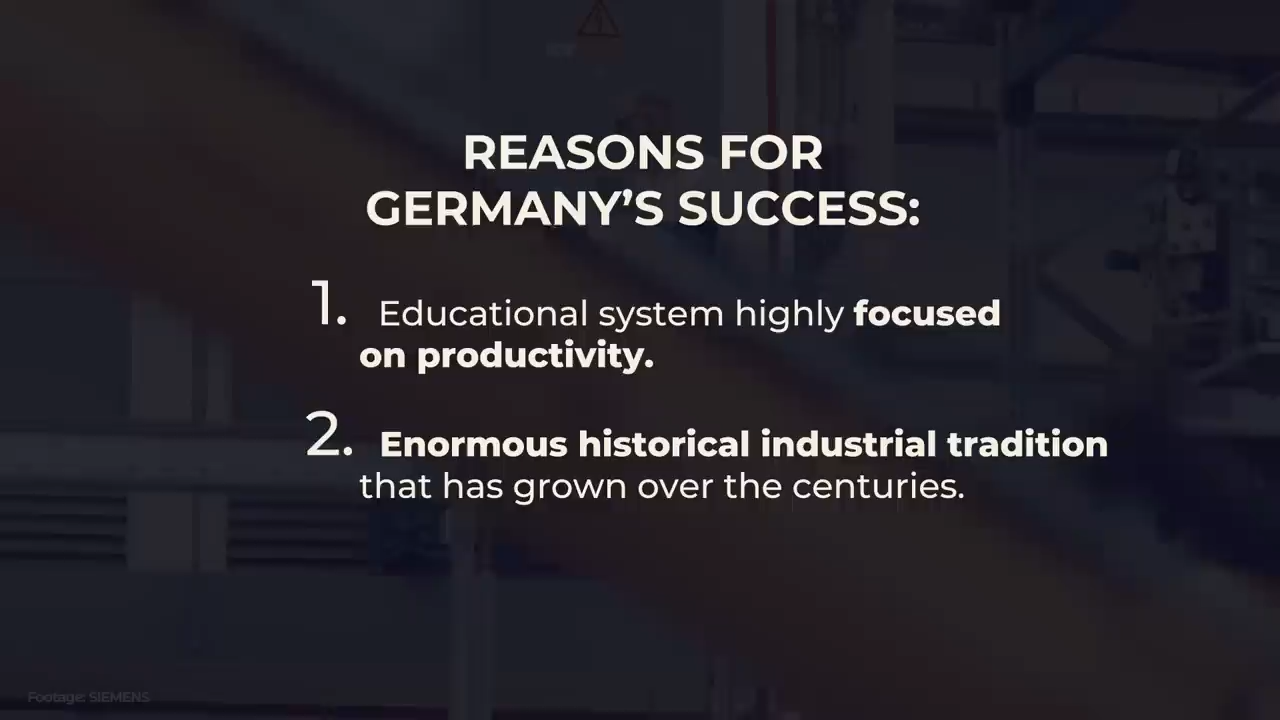 REASONS FOR
GERMANY’S SUCCESS:
1. Educational system highly focused
on productivity.
2. Enormous historical industrial tradition
that has grown over the centuries.
Footage: SIEMENS